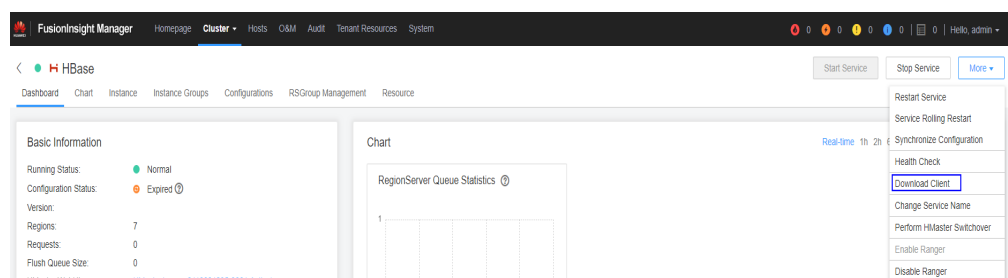 HUAWEI FusionInsight Manager Homepage Cluster Hosts O&M Audit Tenant Resources System 0 0 0 0 0 Hello, admin
HBase Start Service Stop Service More
Dashboard Chart Instance Instance Groups Configurations RSGroup Management Resource
Restart Service
Service Rolling Restart
Basic Information Chart Real-time 1h 2h Synchronize Configuration
Health Check
Running Status: Normal
RegionServer Queue Statistics
Download Client
Configuration Status: Expired
Version:
Change Service Name
Regions: 7
1
Perform HMaster Switchover
Requests: 0
Enable Ranger
Flush Queue Size: 0
Disable Ranger